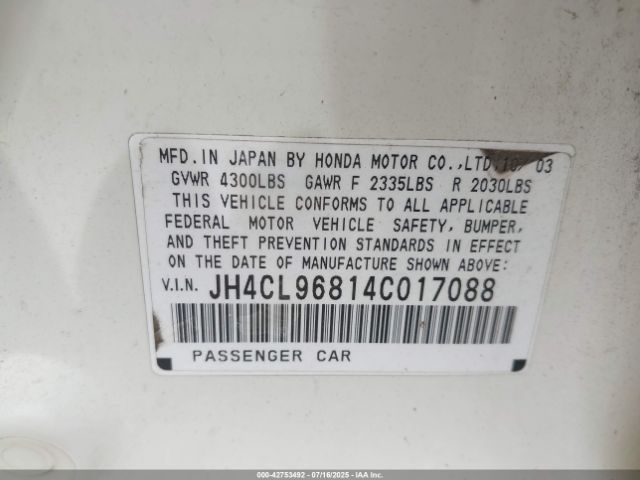 MFD.IN JAPAN BY HONDA MOTOR CO.,LTD. 10/03
GVWR 4300LBS GAWR F 2335LBS R 2030LBS
THIS VEHICLE CONFORMS TO ALL APPLICABLE
FEDERAL MOTOR VEHICLE SAFETY, BUMPER,
AND THEFT PREVENTION STANDARDS IN EFFECT
ON THE DATE OF MANUFACTURE SHOWN ABOVE:
V.I.N. JH4CL96814C017088
PASSENGER CAR
000-42753492 - 07/16/2025 - IAAI.COM